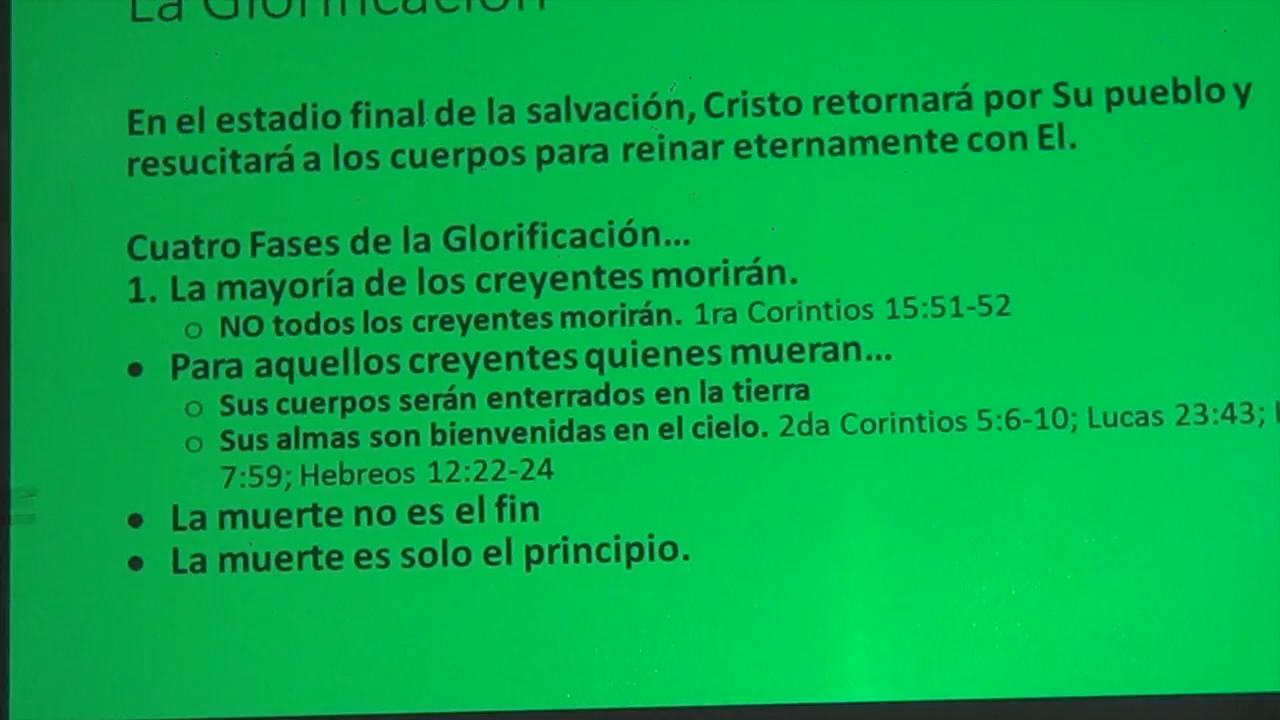 La Glorificación
En el estadio final de la salvación, Cristo retornará por Su pueblo y
resucitará a los cuerpos para reinar eternamente con El.
Cuatro Fases de la Glorificación...
1. La mayoría de los creyentes morirán.
○ NO todos los creyentes morirán. 1ra Corintios 15:51-52
• Para aquellos creyentes quienes mueran...
○ Sus cuerpos serán enterrados en la tierra
○ Sus almas son bienvenidas en el cielo. 2da Corintios 5:6-10; Lucas 23:43;
7:59; Hebreos 12:22-24
• La muerte no es el fin
• La muerte es solo el principio.